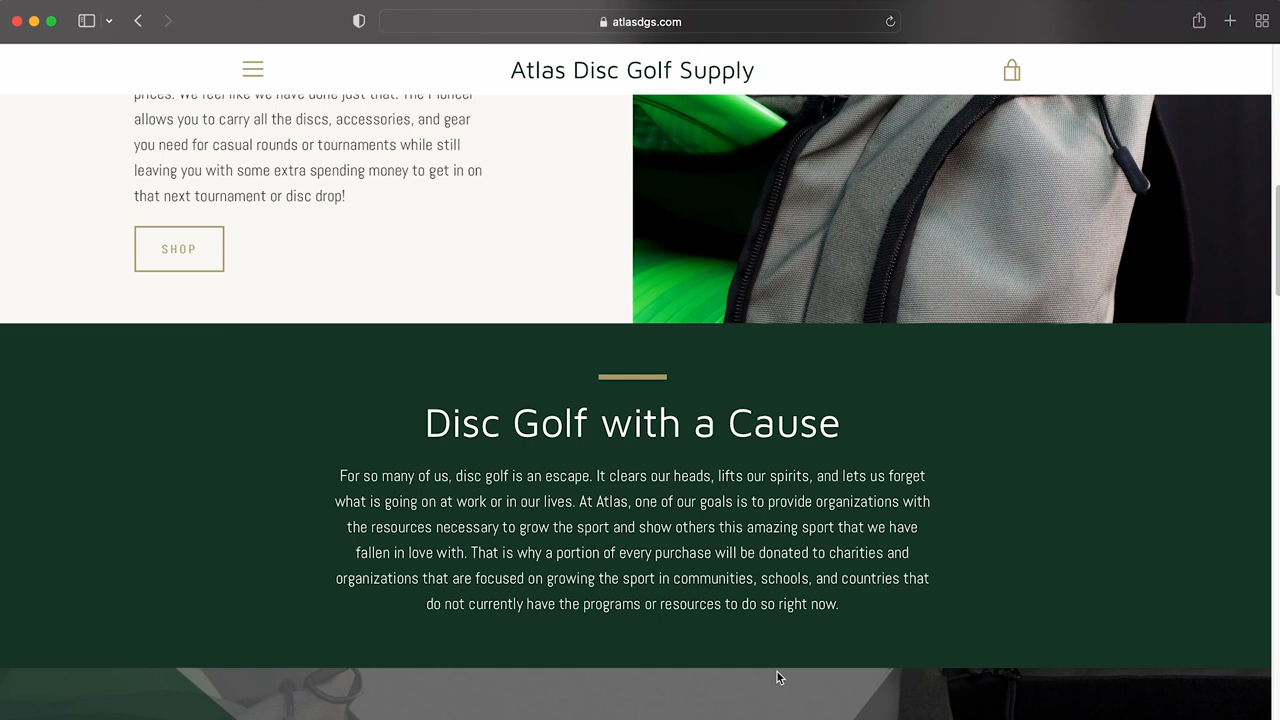 atlasdgs.com
Atlas Disc Golf Supply
prices. We feel like we have done just that. The Pioneer
allows you to carry all the discs, accessories, and gear
you need for casual rounds or tournaments while still
leaving you with some extra spending money to get in on
that next tournament or disc drop!
SHOP
Disc Golf with a Cause
For so many of us, disc golf is an escape. It clears our heads, lifts our spirits, and lets us forget
what is going on at work or in our lives. At Atlas, one of our goals is to provide organizations with
the resources necessary to grow the sport and show others this amazing sport that we have
fallen in love with. That is why a portion of every purchase will be donated to charities and
organizations that are focused on growing the sport in communities, schools, and countries that
do not currently have the programs or resources to do so right now.